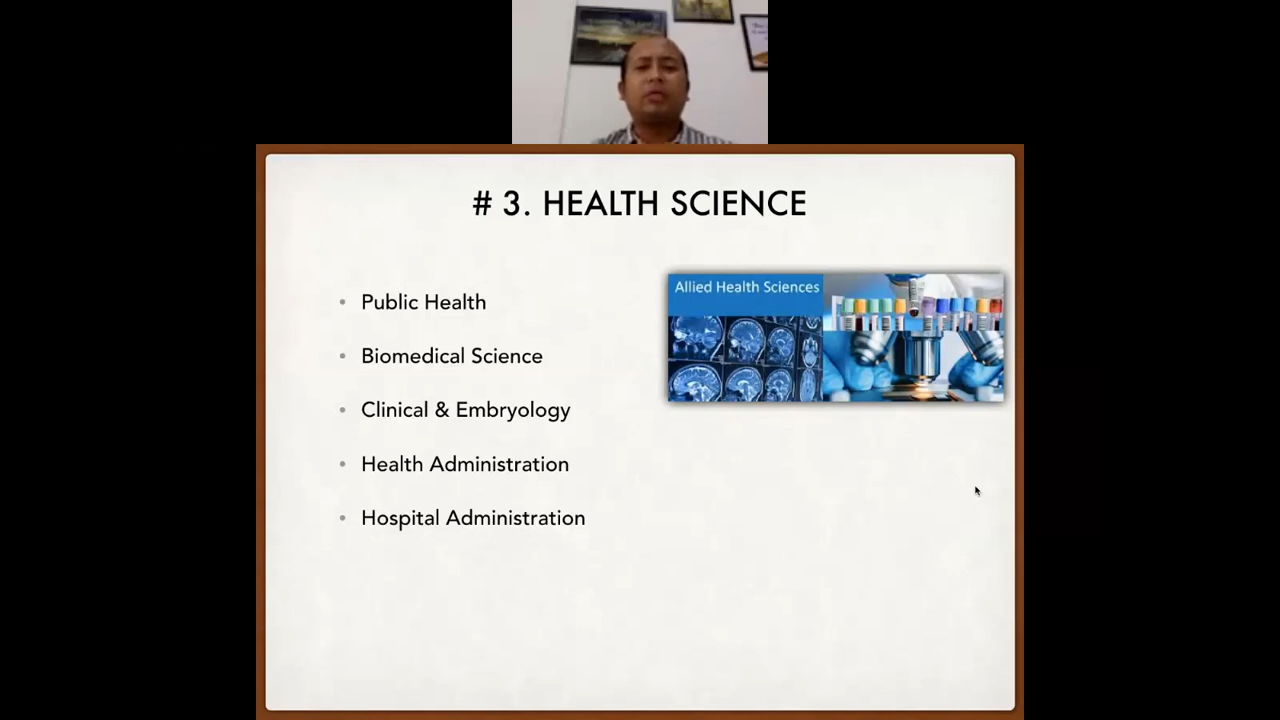 # 3. HEALTH SCIENCE
Allied Health Sciences
• Public Health
• Biomedical Science
• Clinical & Embryology
• Health Administration
• Hospital Administration